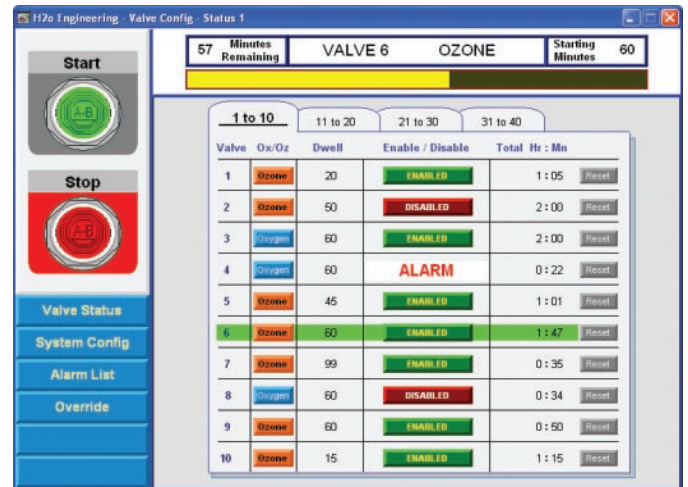 H2o Engineering - Valve Config - Status 1
Start
A-B
Stop
A-B
Valve Status
System Config
Alarm List
Override
57 Minutes Remaining VALVE 6 OZONE Starting Minutes 60
1 to 10 11 to 20 21 to 30 31 to 40
Valve Ox/Oz Dwell Enable / Disable Total Hr : Mn
1 Ozone 20 ENABLED 1 : 05 Reset
2 Ozone 50 DISABLED 2 : 00 Reset
3 Oxygen 60 ENABLED 2 : 00 Reset
4 Oxygen 60 ALARM 0 : 22 Reset
5 Ozone 45 ENABLED 1 : 01 Reset
6 Ozone 60 ENABLED 1 : 47 Reset
7 Ozone 99 ENABLED 0 : 35 Reset
8 Oxygen 60 DISABLED 0 : 34 Reset
9 Ozone 60 ENABLED 0 : 50 Reset
10 Ozone 15 ENABLED 1 : 15 Reset